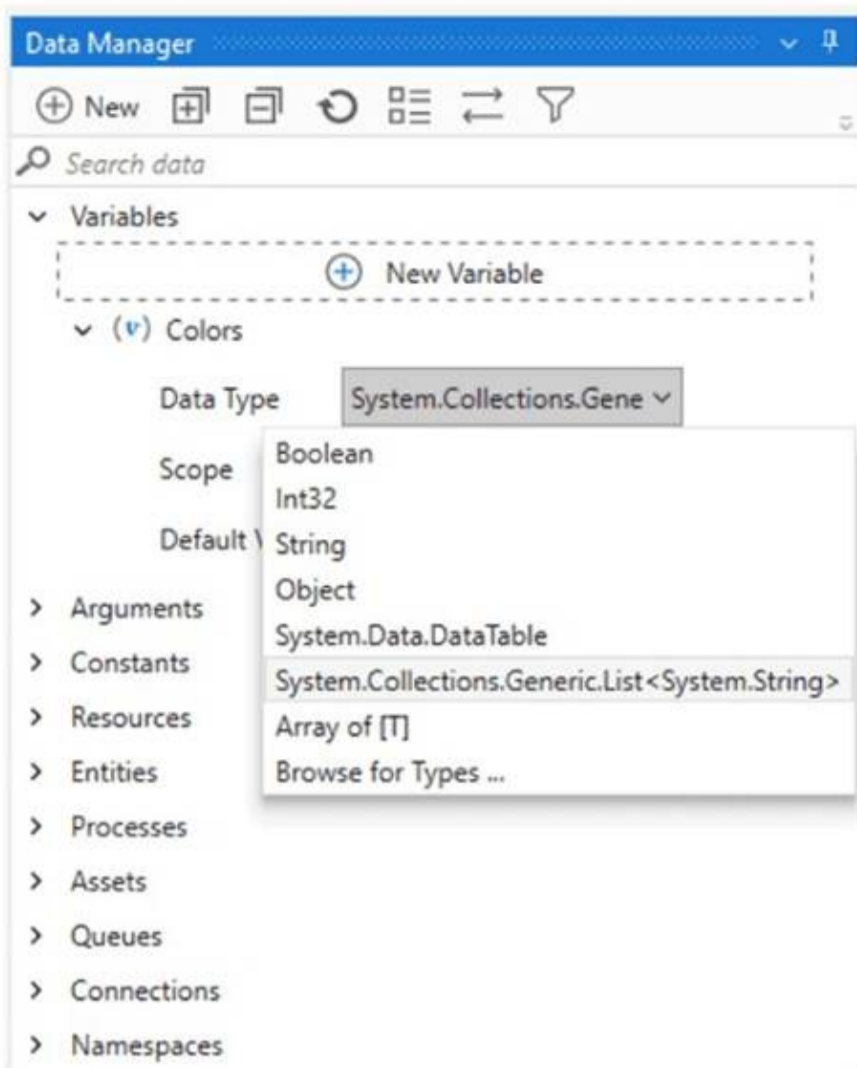 Data Manager
New
Search data
Variables
New Variable
(v) Colors
Data Type System.Collections.Gene
Scope
Default V
Boolean
Int32
String
Object
System.Data.DataTable
System.Collections.Generic.List<System.String>
Array of [T]
Browse for Types ...
Arguments
Constants
Resources
Entities
Processes
Assets
Queues
Connections
Namespaces